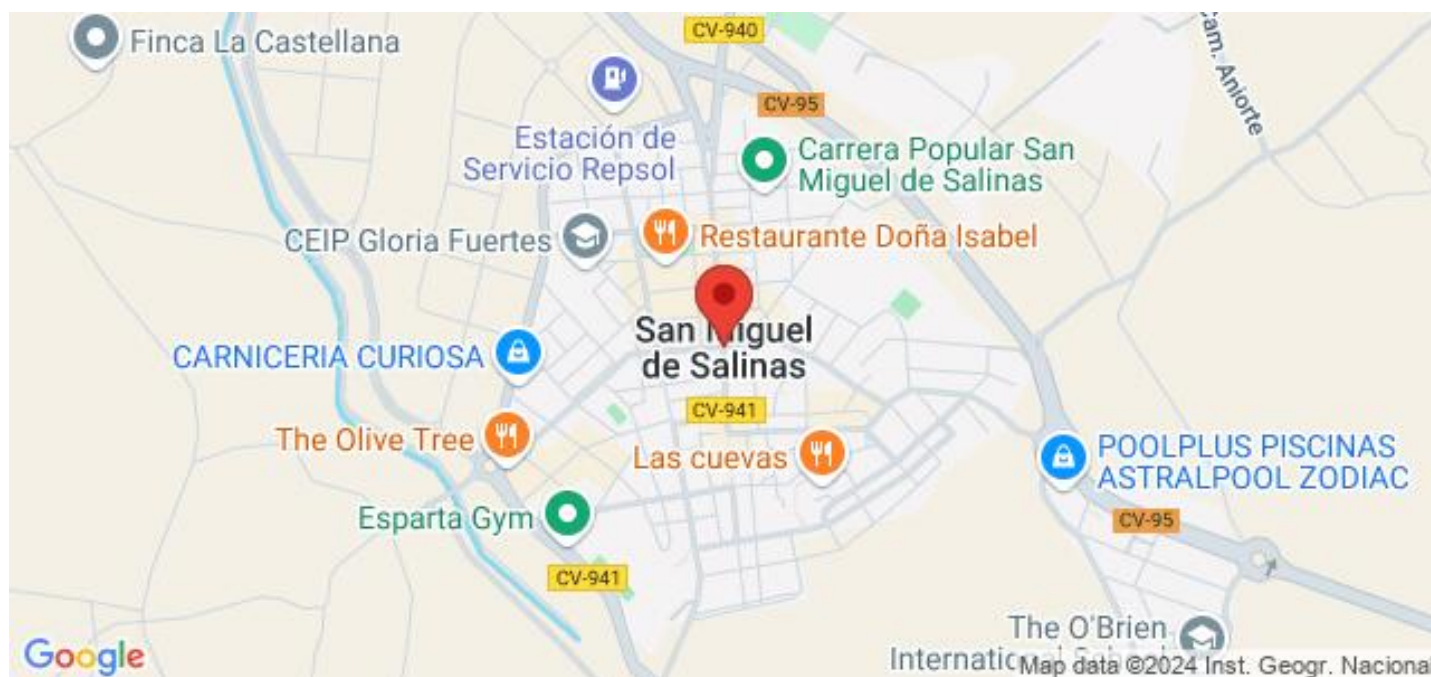 CV-940
Finca La Castellana
Cam. Aniorte
CV-95
Estación de
Servicio Repsol
Carrera Popular San
Miguel de Salinas
CEIP Gloria Fuertes
Restaurante Doña Isabel
San Miguel
de Salinas
CARNICERIA CURIOSA
CV-941
The Olive Tree
Las cuevas
POOLPLUS PISCINAS
ASTRALPOOL ZODIAC
Esparta Gym
CV-95
CV-941
The O'Brien
International School
Google
Map data ©2024 Inst. Geogr. Nacional